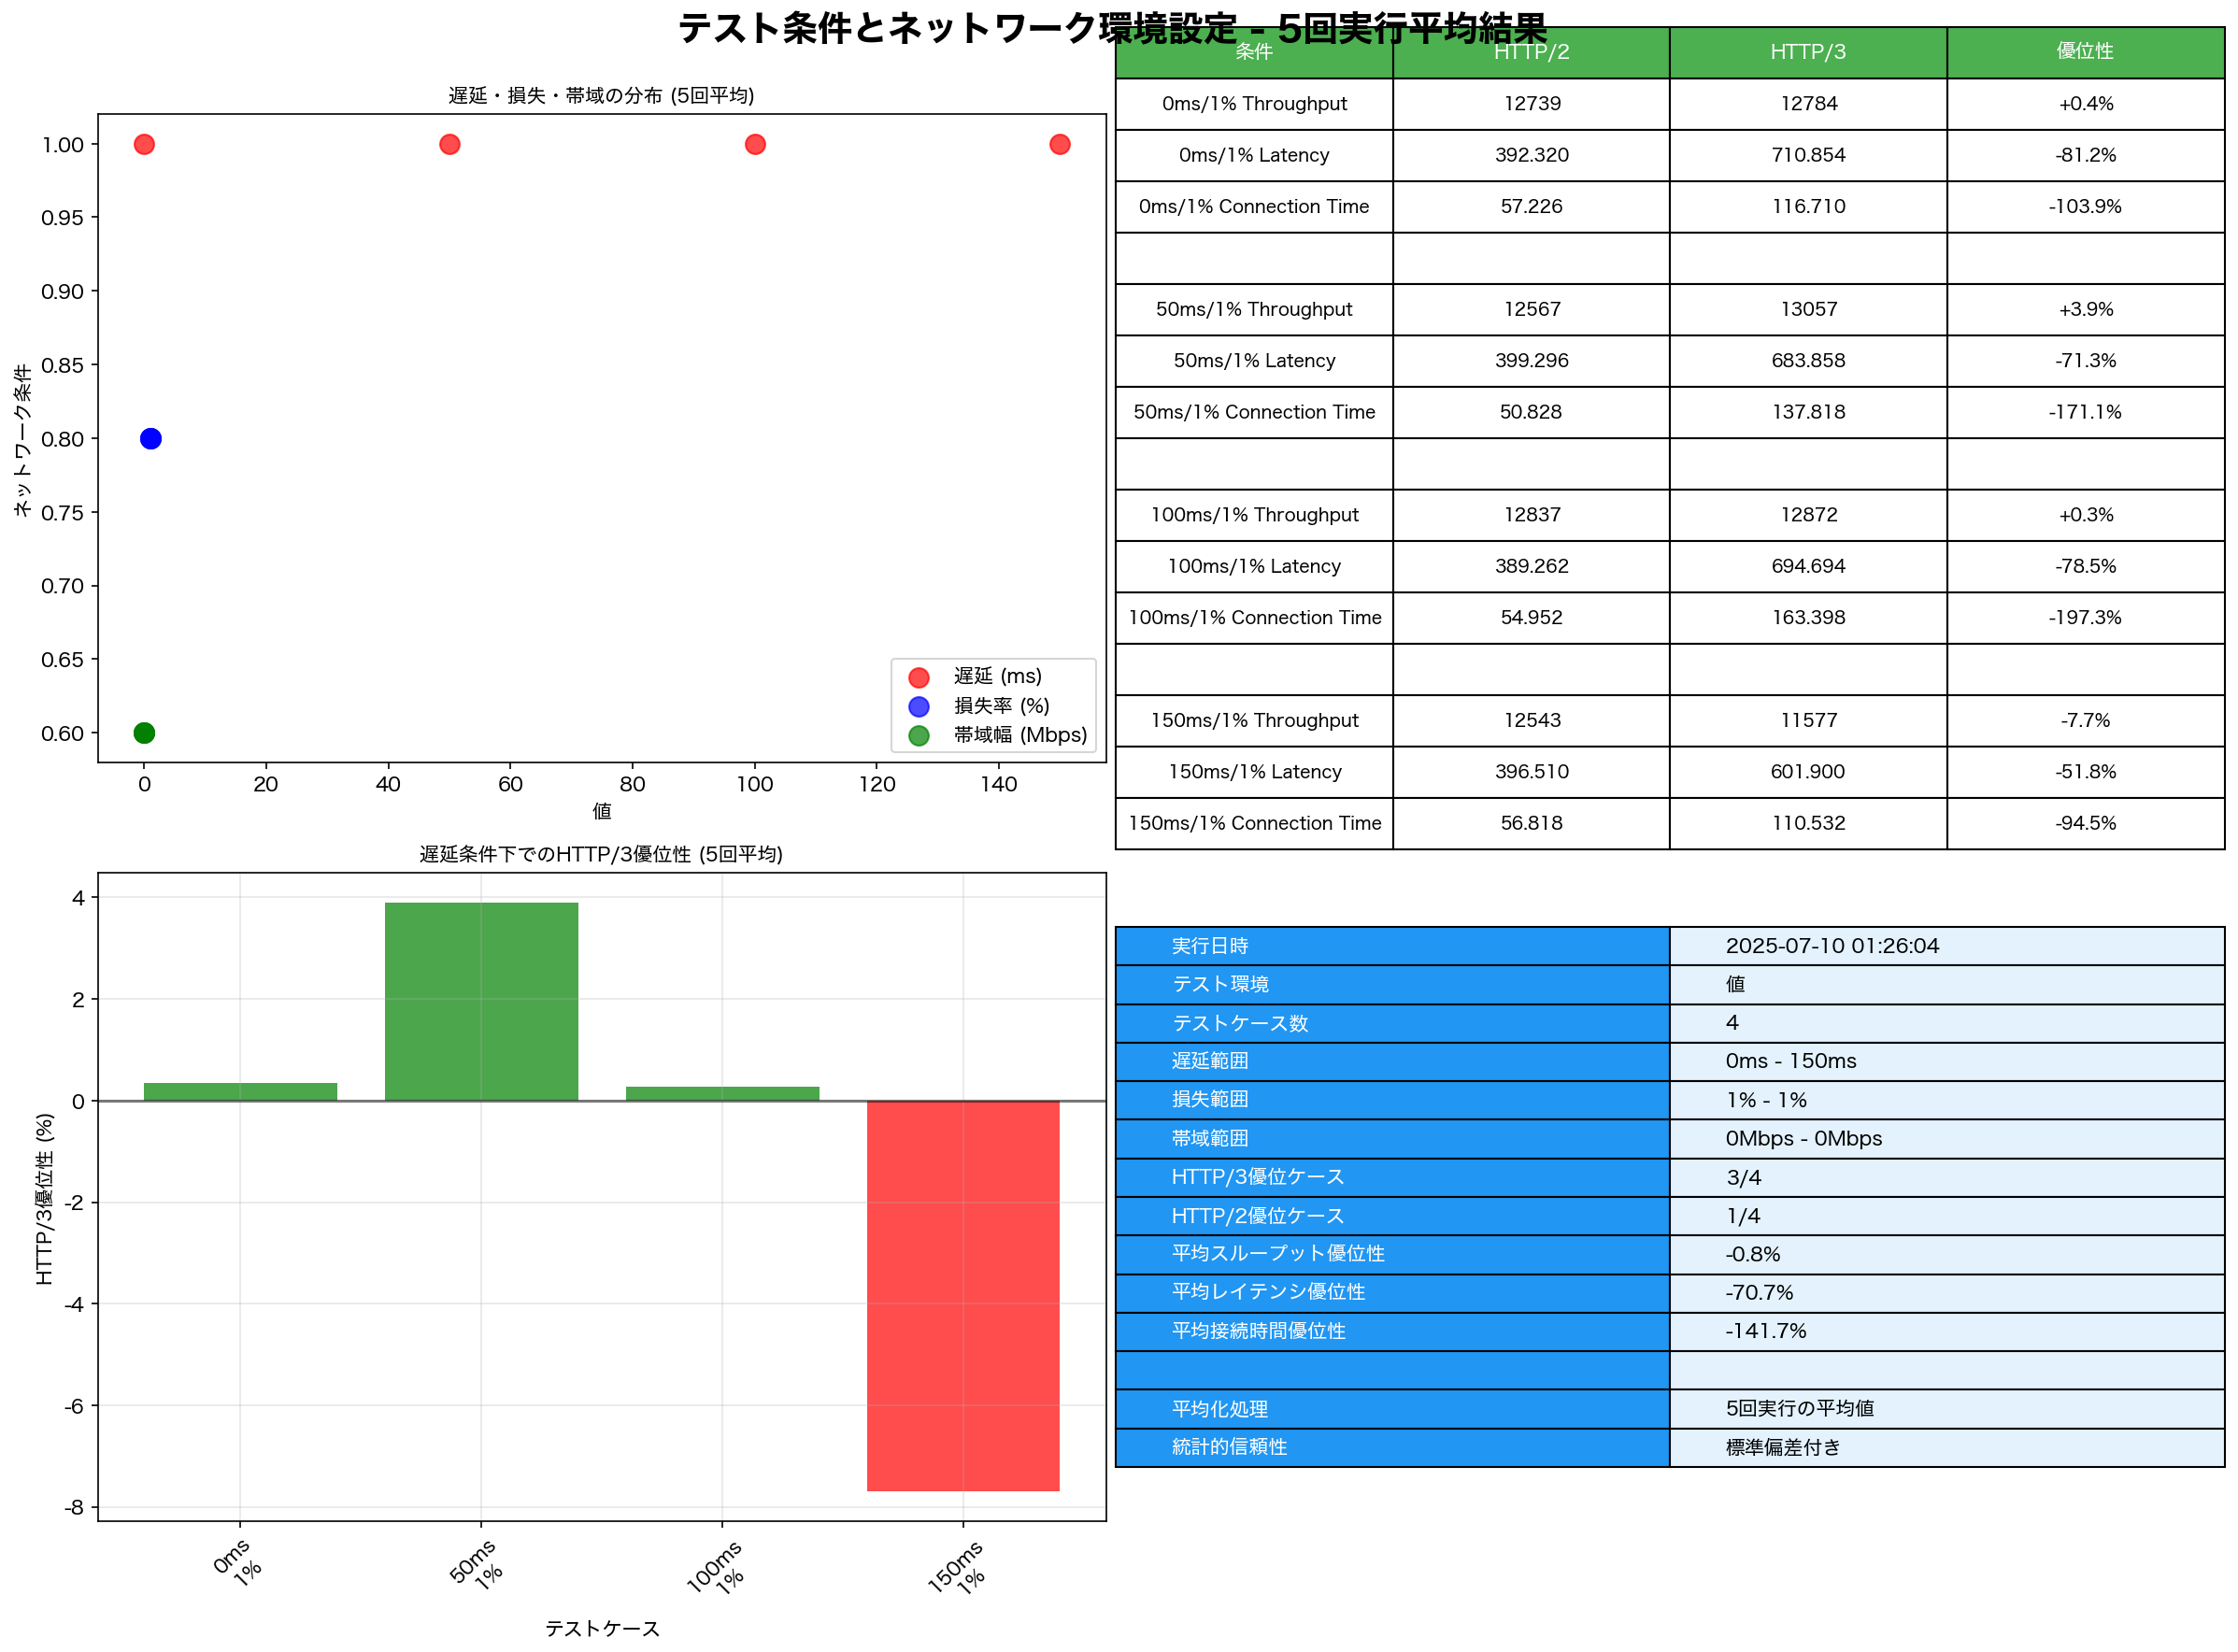 テスト条件とネットワーク環境設定 - 5回実行平均結果
遅延・損失・帯域の分布 (5回平均)
ネットワーク条件
1.00
0.95
0.90
0.85
0.80
0.75
0.70
0.65
0.60
0 20 40 60 80 100 120 140
値
遅延 (ms)
損失率 (%)
帯域幅 (Mbps)
条件 HTTP/2 HTTP/3 優位性
0ms/1% Throughput 12739 12784 +0.4%
0ms/1% Latency 392.320 710.854 -81.2%
0ms/1% Connection Time 57.226 116.710 -103.9%
50ms/1% Throughput 12567 13057 +3.9%
50ms/1% Latency 399.296 683.858 -71.3%
50ms/1% Connection Time 50.828 137.818 -171.1%
100ms/1% Throughput 12837 12872 +0.3%
100ms/1% Latency 389.262 694.694 -78.5%
100ms/1% Connection Time 54.952 163.398 -197.3%
150ms/1% Throughput 12543 11577 -7.7%
150ms/1% Latency 396.510 601.900 -51.8%
150ms/1% Connection Time 56.818 110.532 -94.5%
遅延条件下でのHTTP/3優位性 (5回平均)
HTTP/3優位性 (%)
4
2
0
-2
-4
-6
-8
0ms
1%
50ms
1%
100ms
1%
150ms
1%
テストケース
実行日時 2025-07-10 01:26:04
テスト環境 値
テストケース数 4
遅延範囲 0ms - 150ms
損失範囲 1% - 1%
帯域範囲 0Mbps - 0Mbps
HTTP/3優位ケース 3/4
HTTP/2優位ケース 1/4
平均スループット優位性 -0.8%
平均レイテンシ優位性 -70.7%
平均接続時間優位性 -141.7%
平均化処理 5回実行の平均値
統計的信頼性 標準偏差付き